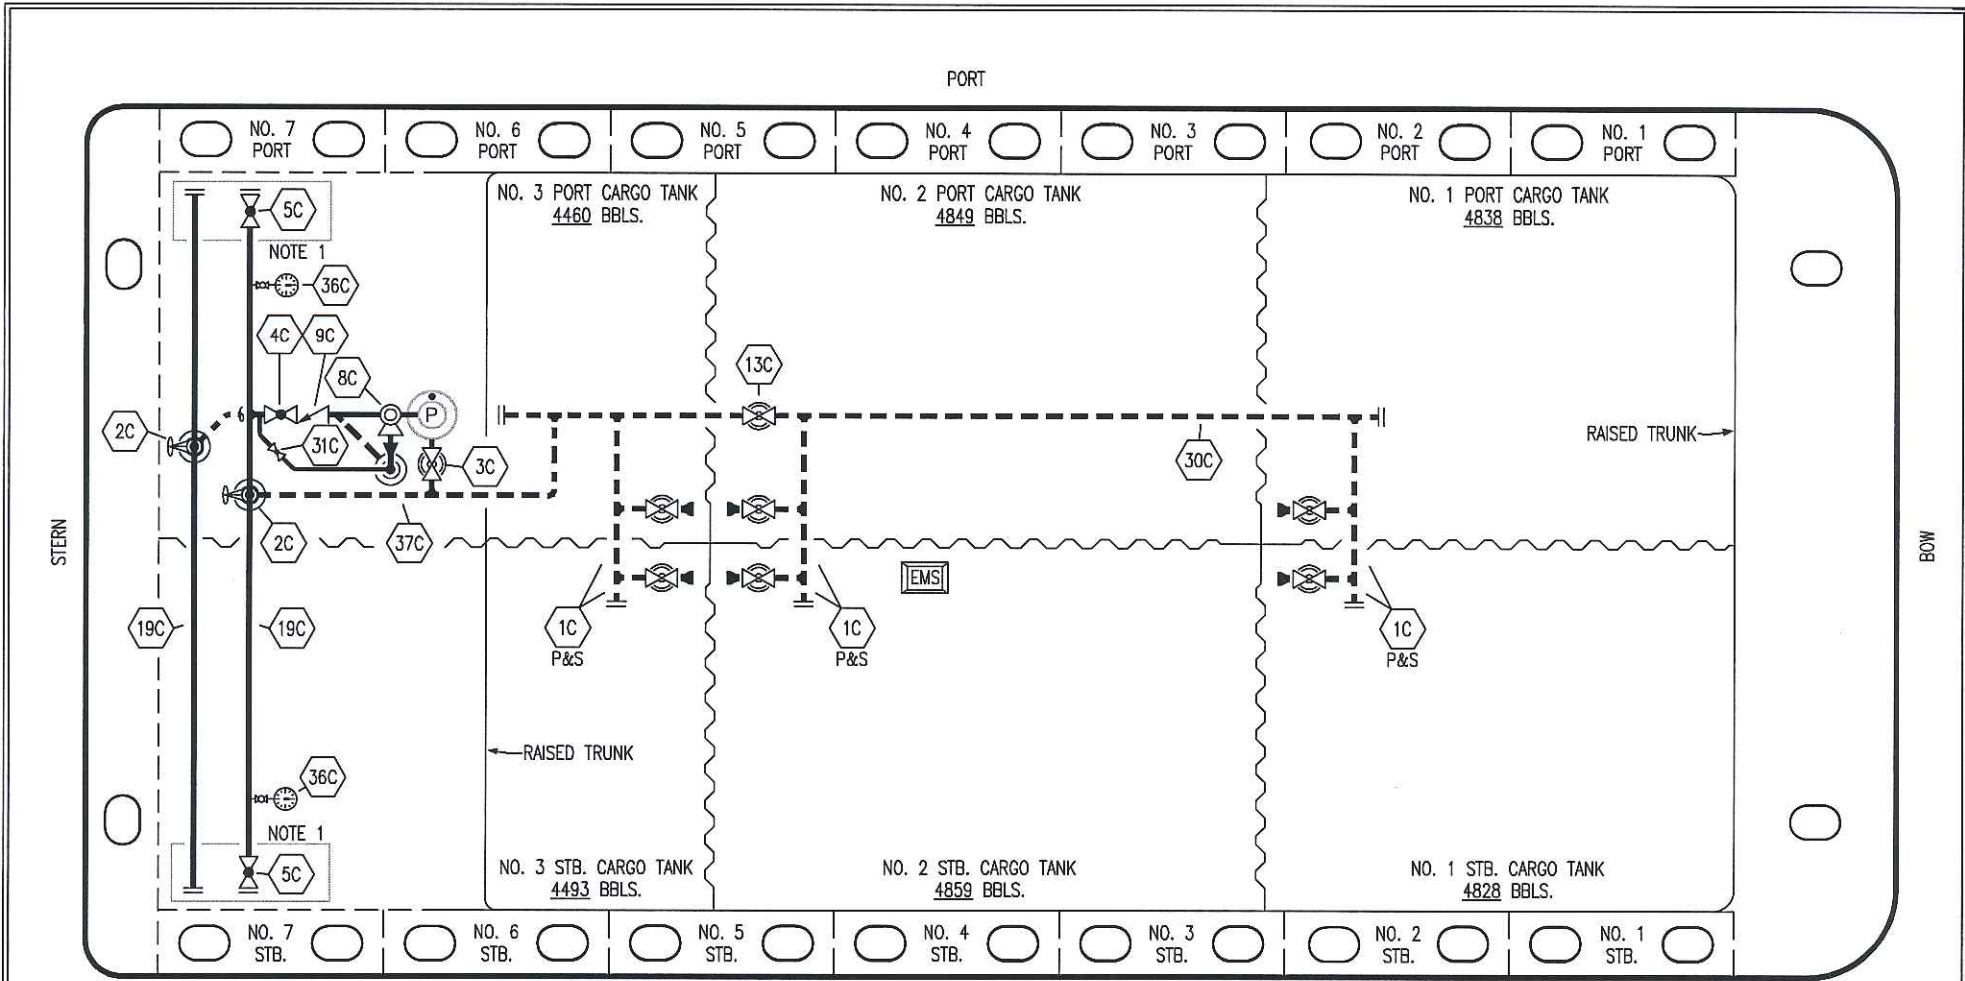 PORT
NO. 7
PORT
NO. 6
PORT
NO. 5
PORT
NO. 4
PORT
NO. 3
PORT
NO. 2
PORT
NO. 1
PORT
NO. 3 PORT CARGO TANK
4460 BBLS.
NO. 2 PORT CARGO TANK
4849 BBLS.
NO. 1 PORT CARGO TANK
4838 BBLS.
5C
NOTE 1
36C
4C
9C
8C
13C
P
2C
31C
3C
30C
RAISED TRUNK
STERN
2C
37C
BOW
EMS
19C
19C
1C
P&S
1C
P&S
1C
P&S
RAISED TRUNK
36C
NOTE 1
5C
NO. 3 STB. CARGO TANK
4493 BBLS.
NO. 2 STB. CARGO TANK
4859 BBLS.
NO. 1 STB. CARGO TANK
4828 BBLS.
NO. 7
STB.
NO. 6
STB.
NO. 5
STB.
NO. 4
STB.
NO. 3
STB.
NO. 2
STB.
NO. 1
STB.